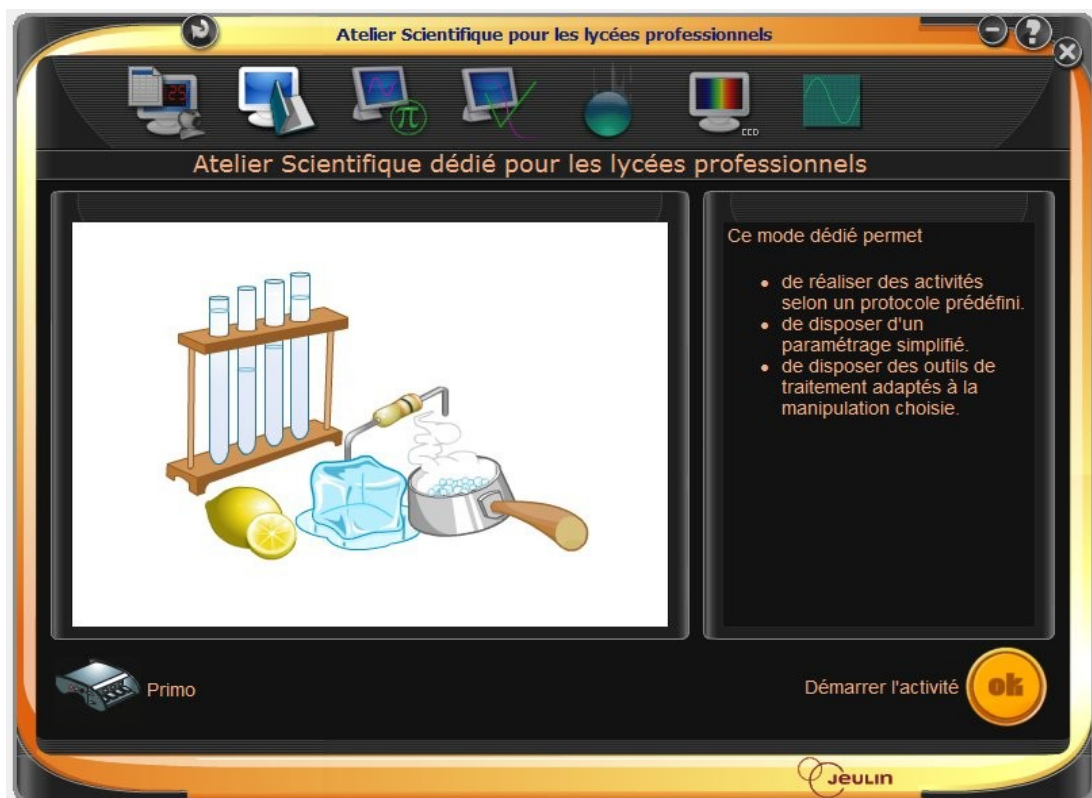 Atelier Scientifique pour les lycées professionnels
?
25
π
CCD
Atelier Scientifique dédié pour les lycées professionnels
Ce mode dédié permet
• de réaliser des activités
selon un protocole prédéfini.
• de disposer d'un
paramétrage simplifié.
• de disposer des outils de
traitement adaptés à la
manipulation choisie.
Primo
Démarrer l'activité
ok
Jeulin